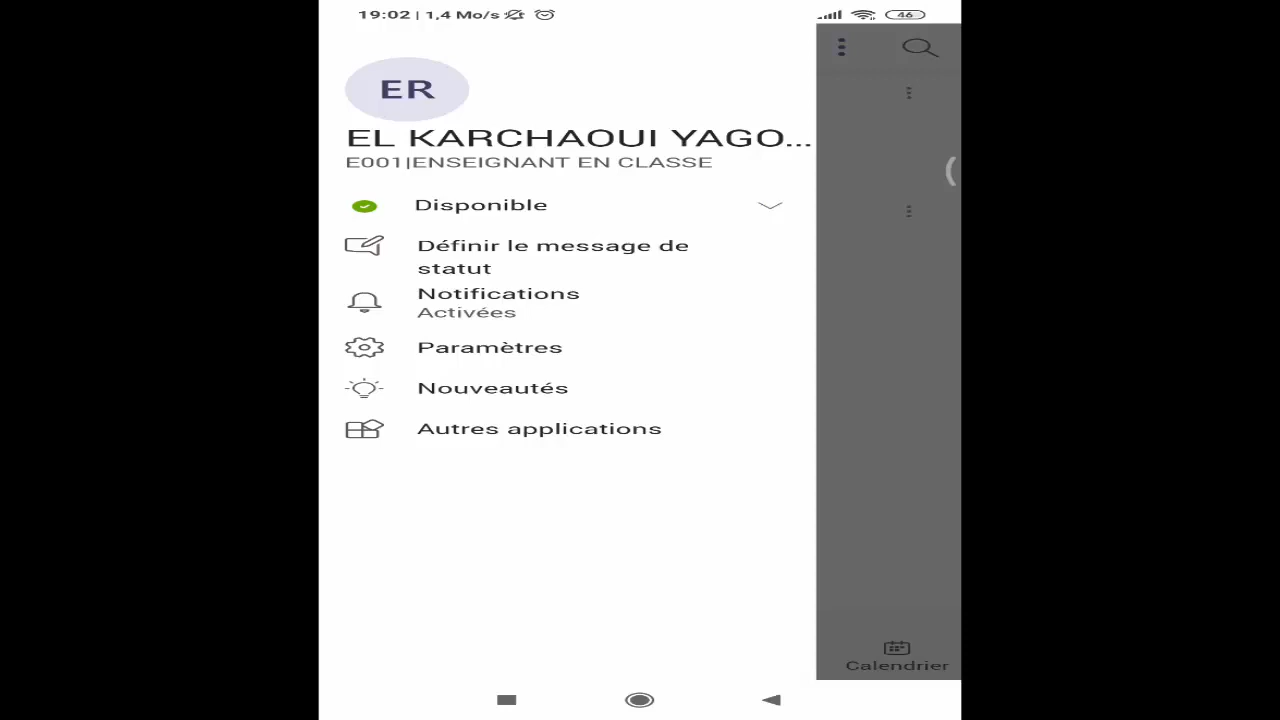 19:02 | 1,4 Mo/s
46
ER
EL KARCHAOUI YAGO...
E001|ENSEIGNANT EN CLASSE
Disponible
Définir le message de
statut
Notifications
Activées
Paramètres
Nouveautés
Autres applications
Calendrier